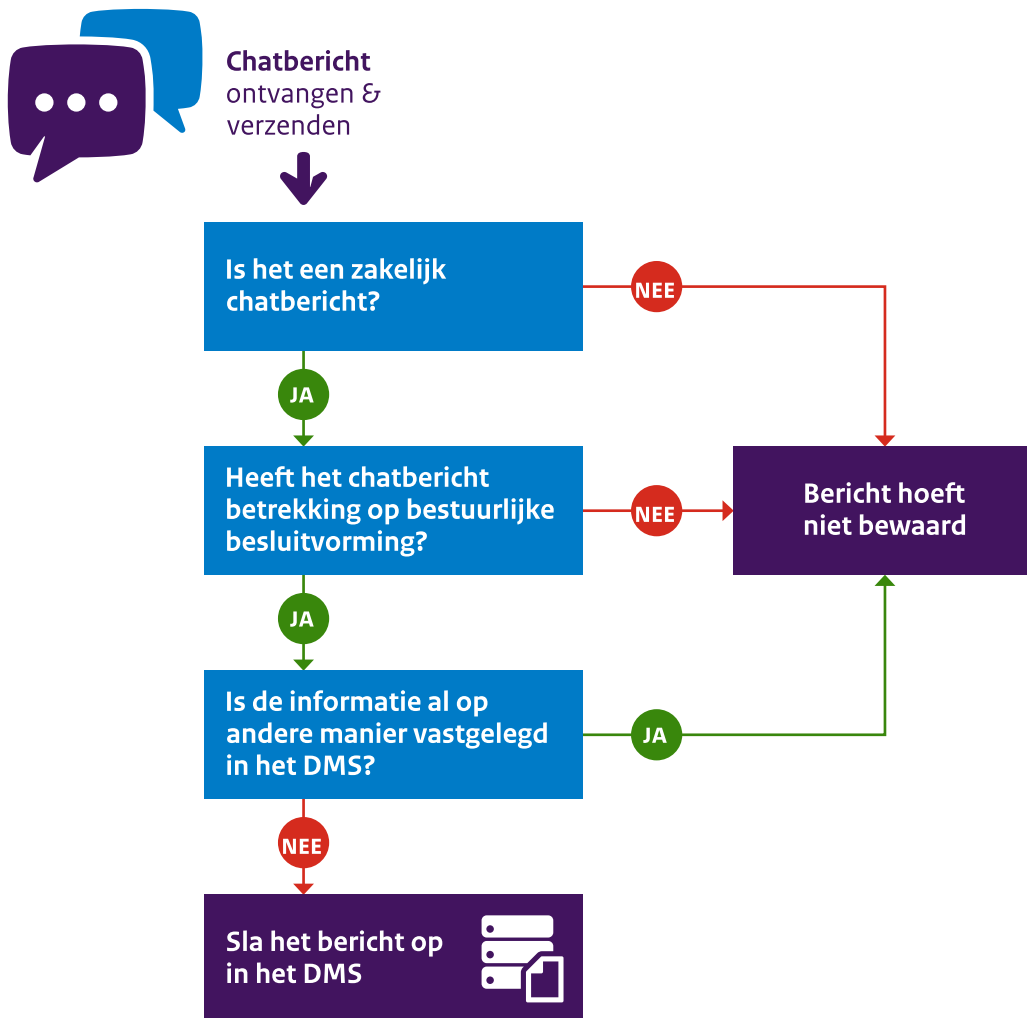 Chatbericht
ontvangen &
verzenden
Is het een zakelijk
chatbericht?
NEE
JA
Heeft het chatbericht
betrekking op bestuurlijke
besluitvorming?
NEE
Bericht hoeft
niet bewaard
JA
Is de informatie al op
andere manier vastgelegd
in het DMS?
JA
NEE
Sla het bericht op
in het DMS